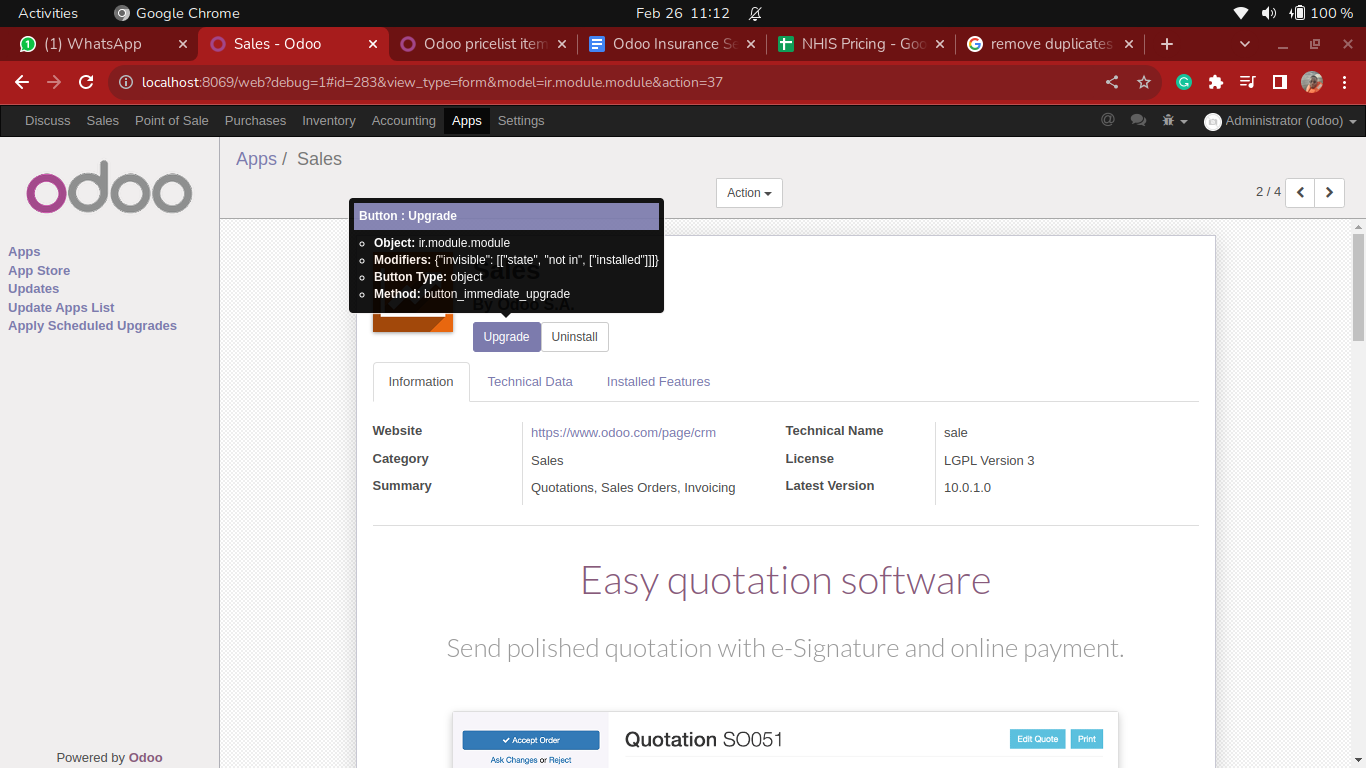 Activities Google Chrome Feb 26 11:12 100 %
(1) WhatsApp Sales - Odoo Odoo pricelist item Odoo Insurance Se NHIS Pricing - Goo remove duplicates
localhost:8069/web?debug=1#id=283&view_type=form&model=ir.module.module&action=37
Discuss Sales Point of Sale Purchases Inventory Accounting Apps Settings @ Administrator (odoo)
odoo
Apps / Sales
Action
2 / 4
Apps
App Store
Updates
Update Apps List
Apply Scheduled Upgrades
Button : Upgrade
Object: ir.module.module
Modifiers: {"invisible": [["state", "not in", ["installed"]]]}
Button Type: object
Method: button_immediate_upgrade
Sales
By Odoo S.A.
Upgrade Uninstall
Information Technical Data Installed Features
Website https://www.odoo.com/page/crm Technical Name sale
Category Sales License LGPL Version 3
Summary Quotations, Sales Orders, Invoicing Latest Version 10.0.1.0
Easy quotation software
Send polished quotation with e-Signature and online payment.
Accept Order Quotation SO051 Edit Quote Print
Ask Changes or Reject
Powered by Odoo